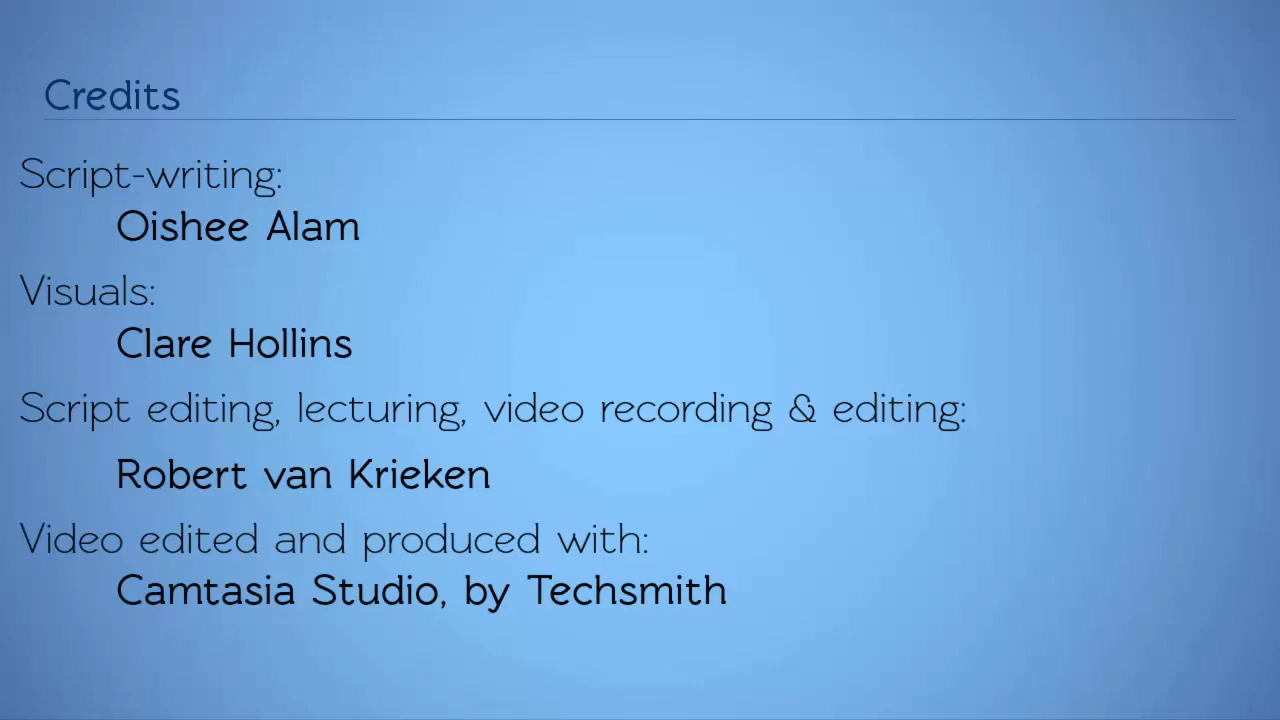 Credits
Script-writing:
Oishee Alam
Visuals:
Clare Hollins
Script editing, lecturing, video recording & editing:
Robert van Krieken
Video edited and produced with:
Camtasia Studio, by Techsmith